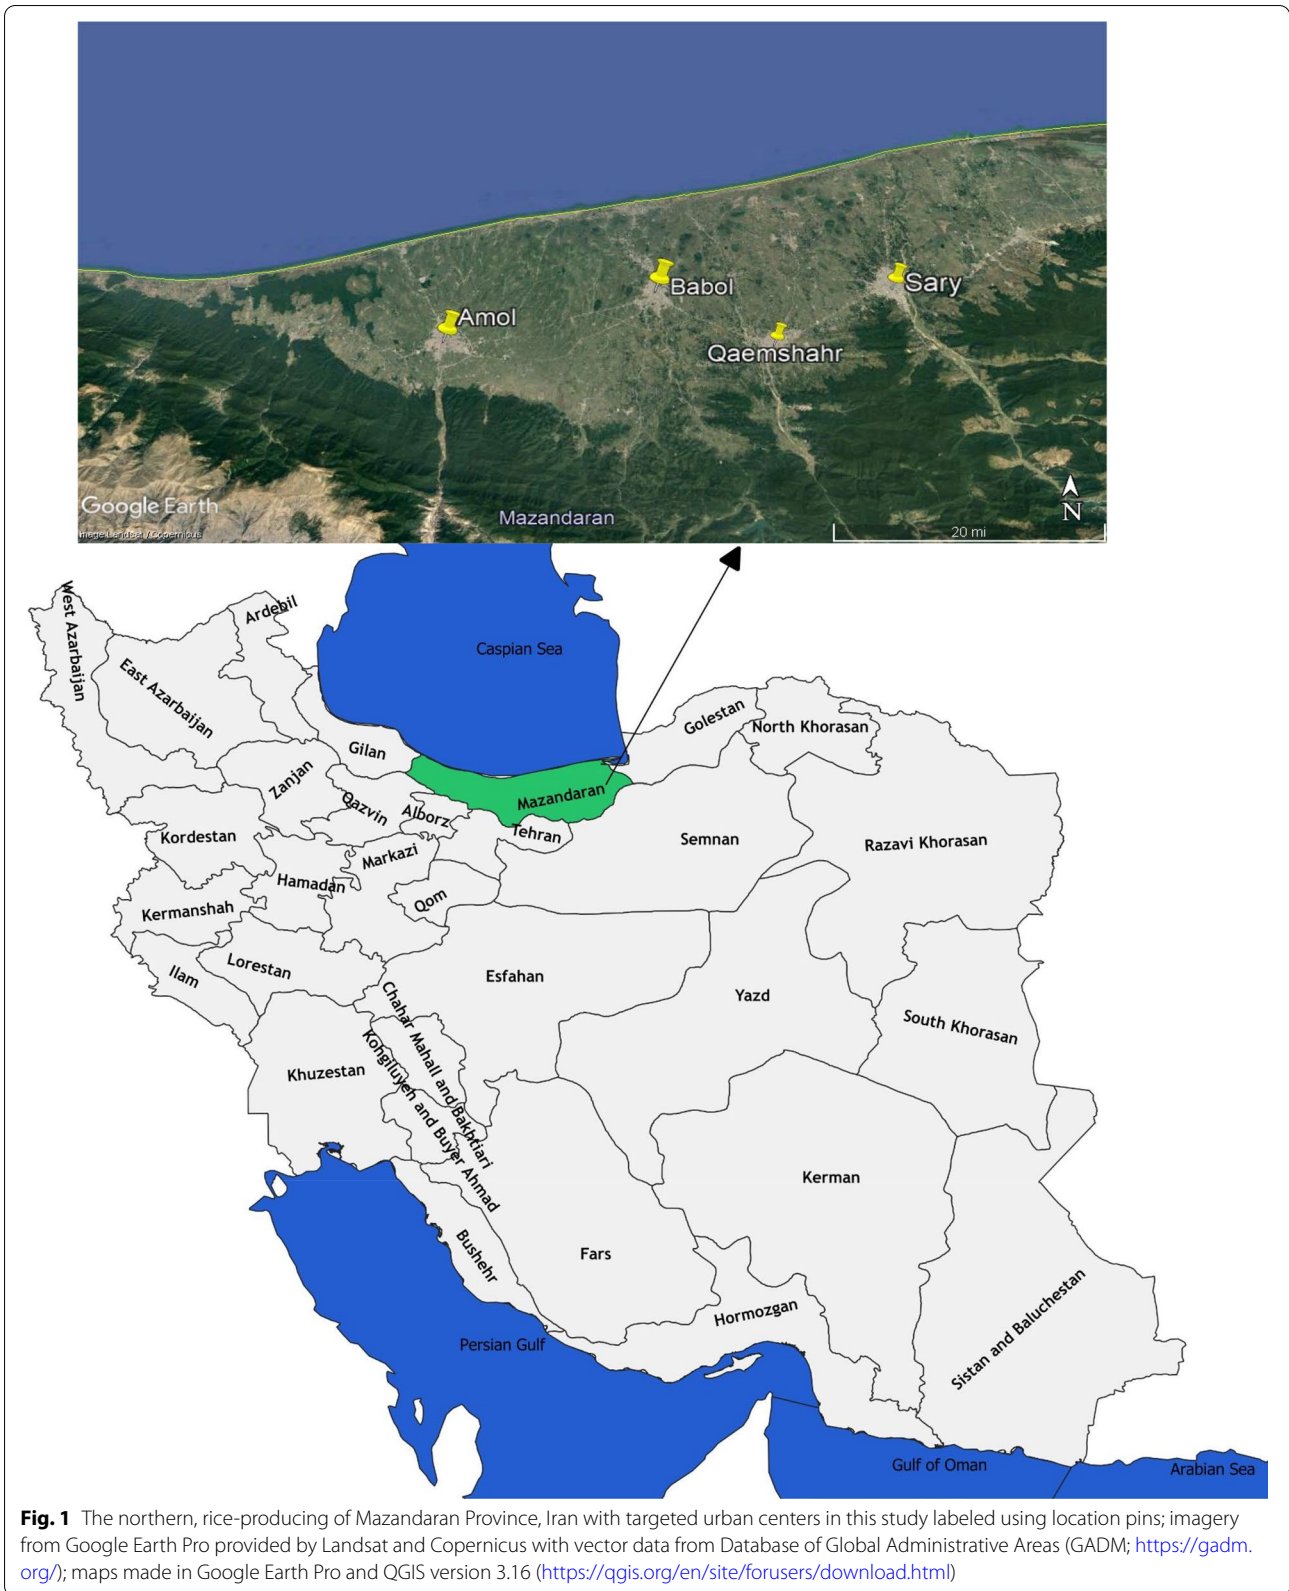 Amol
Babol
Sary
Qaemshahr
Google Earth
Image Landsat / Copernicus
Mazandaran
N
20 mi
West Azarbaijan
Ardebil
East Azarbaijan
Caspian Sea
Gilan
Golestan
North Khorasan
Zanjan
Qazvin
Alborz
Mazandaran
Tehran
Kordestan
Markazi
Semnan
Razavi Khorasan
Hamadan
Qom
Kermanshah
Ilam
Lorestan
Esfahan
Yazd
South Khorasan
Chahar Mahall and Bakhtiari
Kohgiluyeh and Buyer Ahmad
Khuzestan
Kerman
Bushehr
Fars
Hormozgan
Sistan and Baluchestan
Persian Gulf
Gulf of Oman
Arabian Sea
Fig. 1 The northern, rice-producing of Mazandaran Province, Iran with targeted urban centers in this study labeled using location pins; imagery
from Google Earth Pro provided by Landsat and Copernicus with vector data from Database of Global Administrative Areas (GADM; https://gadm.
org/); maps made in Google Earth Pro and QGIS version 3.16 (https://qgis.org/en/site/forusers/download.html)